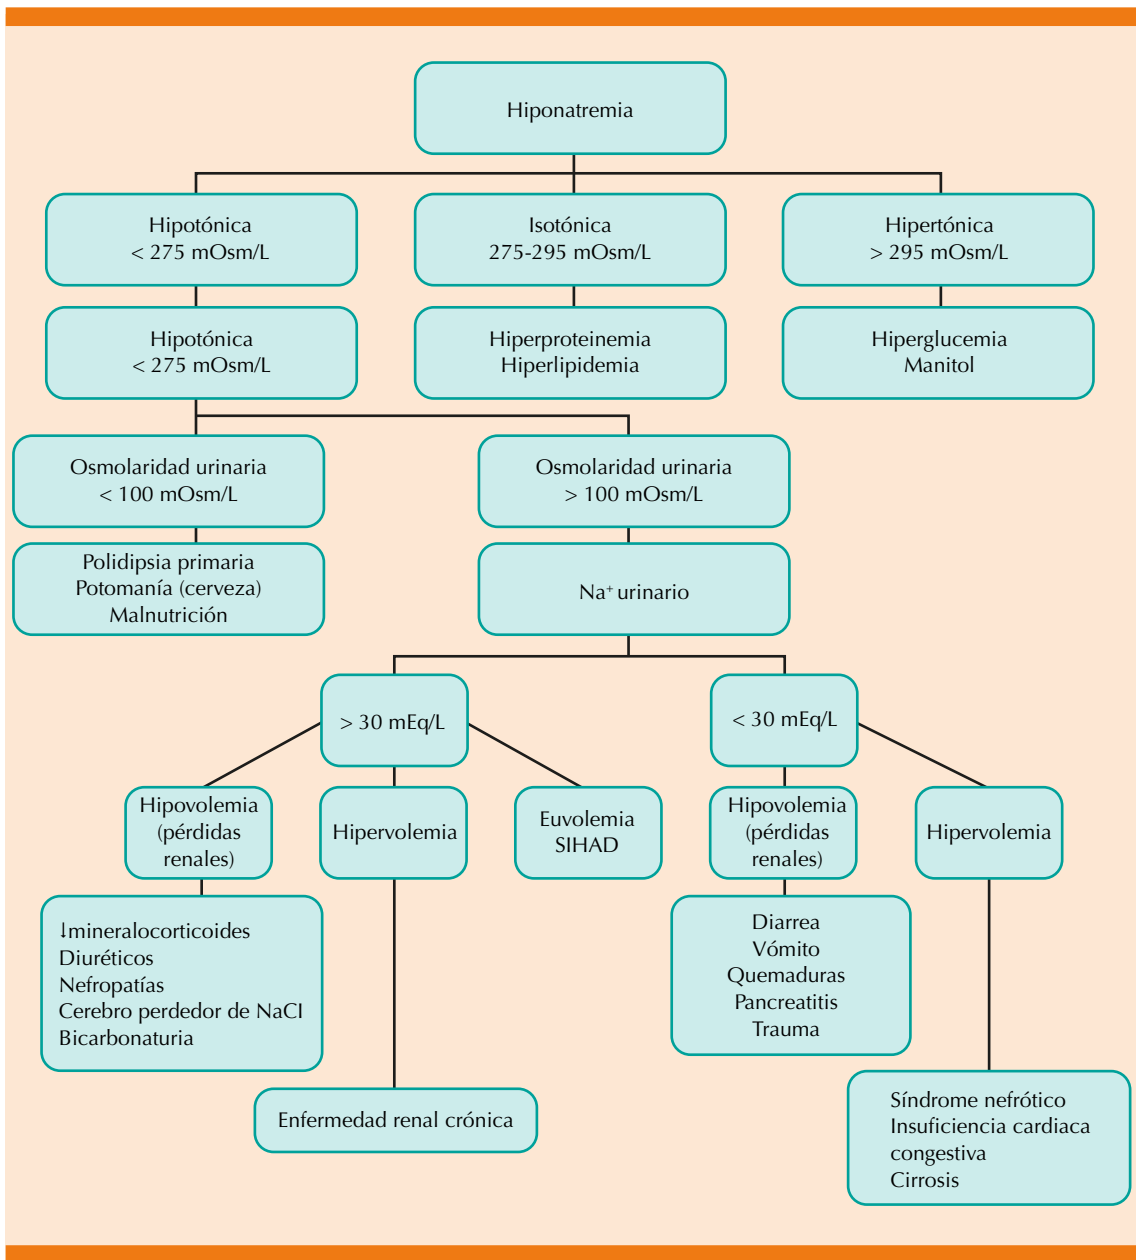 Hiponatremia
Hipotónica
< 275 mOsm/L
Isotónica
275-295 mOsm/L
Hipertónica
> 295 mOsm/L
Hipotónica
< 275 mOsm/L
Hiperproteinemia
Hiperlipidemia
Hiperglucemia
Manitol
Osmolaridad urinaria
< 100 mOsm/L
Osmolaridad urinaria
> 100 mOsm/L
Polidipsia primaria
Potomanía (cerveza)
Malnutrición
Na⁺ urinario
> 30 mEq/L
< 30 mEq/L
Hipovolemia
(pérdidas
renales)
Hipervolemia
Euvolemia
SIHAD
Hipovolemia
(pérdidas
renales)
Hipervolemia
↓mineralocorticoides
Diuréticos
Nefropatías
Cerebro perdedor de NaCI
Bicarbonaturia
Diarrea
Vómito
Quemaduras
Pancreatitis
Trauma
Enfermedad renal crónica
Síndrome nefrótico
Insuficiencia cardiaca
congestiva
Cirrosis